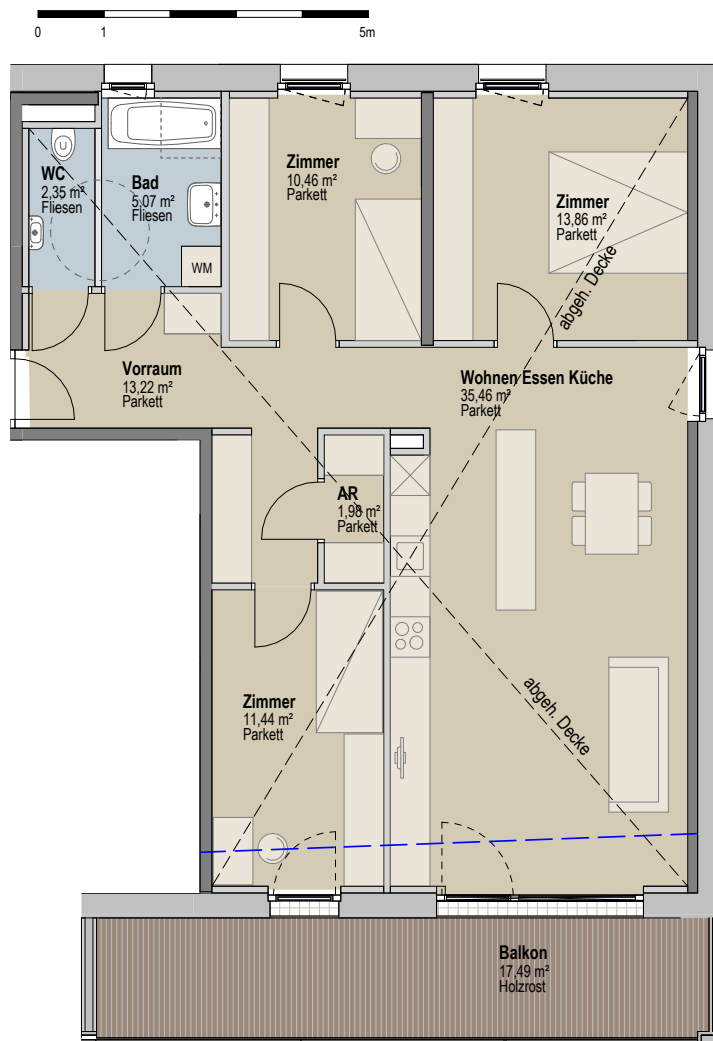 0 1 5m
WC
2,35 m²
Fliesen
Bad
5,07 m²
Fliesen
WM
Zimmer
10,46 m²
Parkett
Zimmer
13,86 m²
Parkett
abgeh. Decke
Vorraum
13,22 m²
Parkett
Wohnen Essen Küche
35,46 m²
Parkett
AR
1,98 m²
Parkett
Zimmer
11,44 m²
Parkett
abgeh. Decke
Balkon
17,49 m²
Holzrost